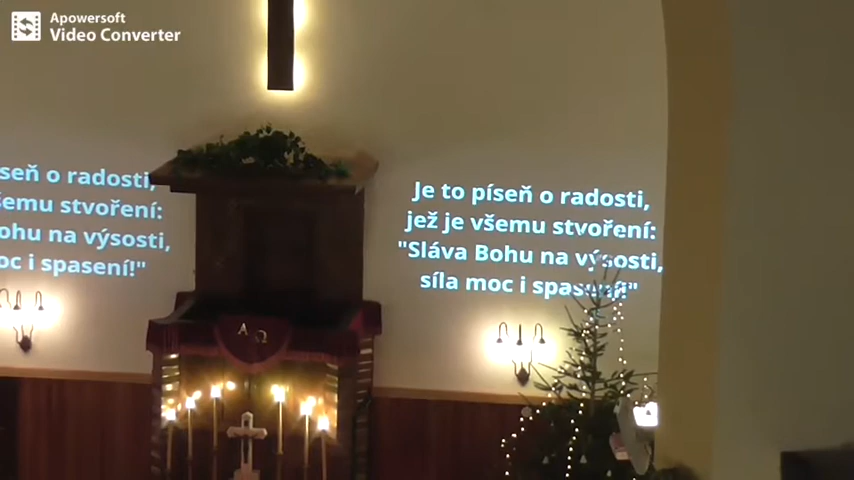 Apowersoft
Video Converter
seň o radosti,
šemu stvoření:
ohu na výsosti,
oc i spasení!"
Je to píseň o radosti,
jež je všemu stvoření:
"Sláva Bohu na výsosti,
síla moc i spasení!"
Α Ω